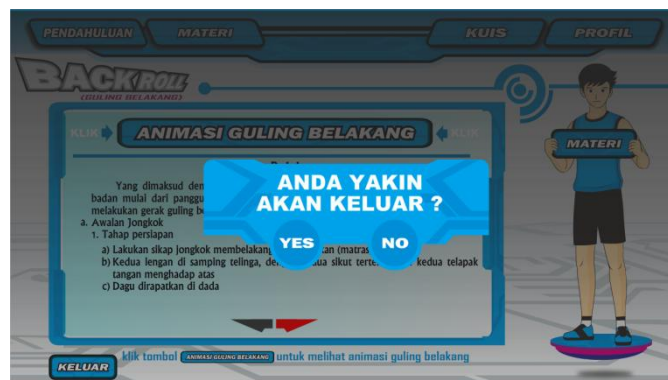 PENDAHULUAN MATERI KUIS PROFIL
BACK ROLL
(GULING BELAKANG)
KLIK ANIMASI GULING BELAKANG KLIK
MATERI
Yang dimaksud
badan mulai dari
melakukan gerak guling
a. Awalan Jongkok
1. Tahap persiapan
a) Lakukan sikap jongkok membelakang
b) Kedua lengan di samping telinga, kedua telapak
tangan menghadap atas
c) Dagu dirapatkan di dada
ANDA YAKIN
AKAN KELUAR ?
YES NO
KELUAR
klik tombol ANIMASI GULING BELAKANG untuk melihat animasi guling belakang